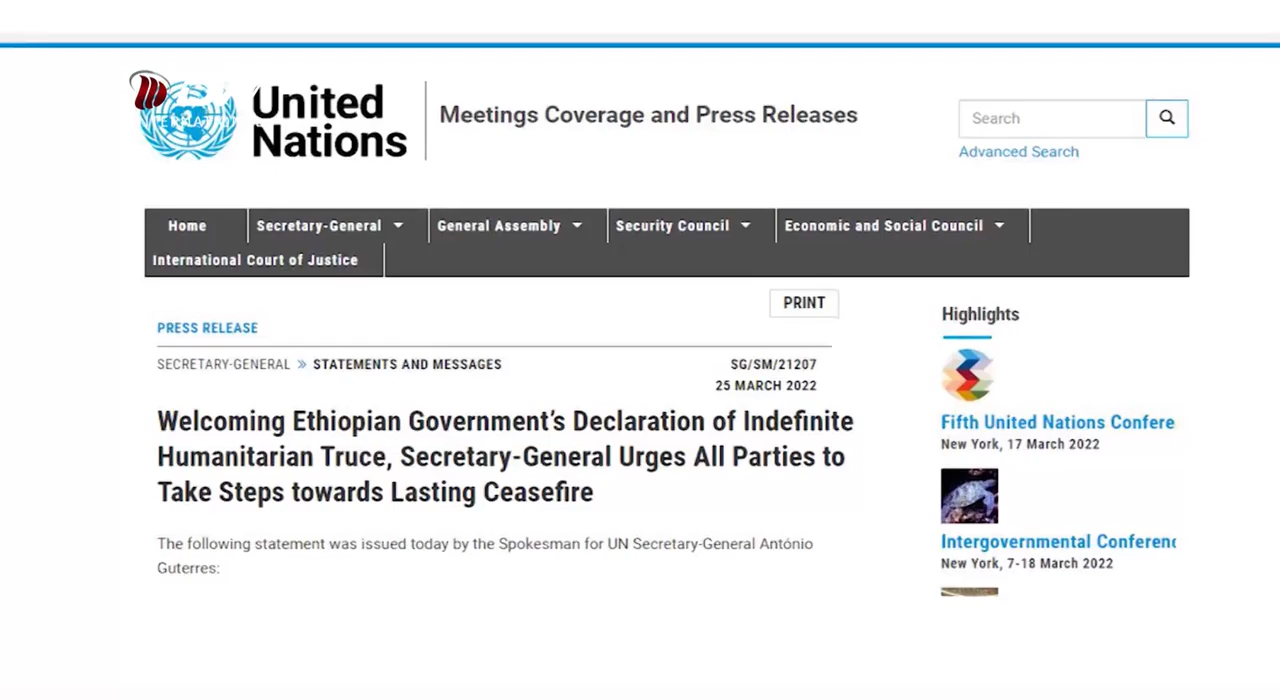 United
Nations
Meetings Coverage and Press Releases
Search
Advanced Search
Home
Secretary-General
General Assembly
Security Council
Economic and Social Council
International Court of Justice
PRINT
PRESS RELEASE
SECRETARY-GENERAL » STATEMENTS AND MESSAGES
SG/SM/21207
25 MARCH 2022
Welcoming Ethiopian Government’s Declaration of Indefinite
Humanitarian Truce, Secretary-General Urges All Parties to
Take Steps towards Lasting Ceasefire
The following statement was issued today by the Spokesman for UN Secretary-General António
Guterres:
Highlights
Fifth United Nations Confere
New York, 17 March 2022
Intergovernmental Conferenc
New York, 7-18 March 2022